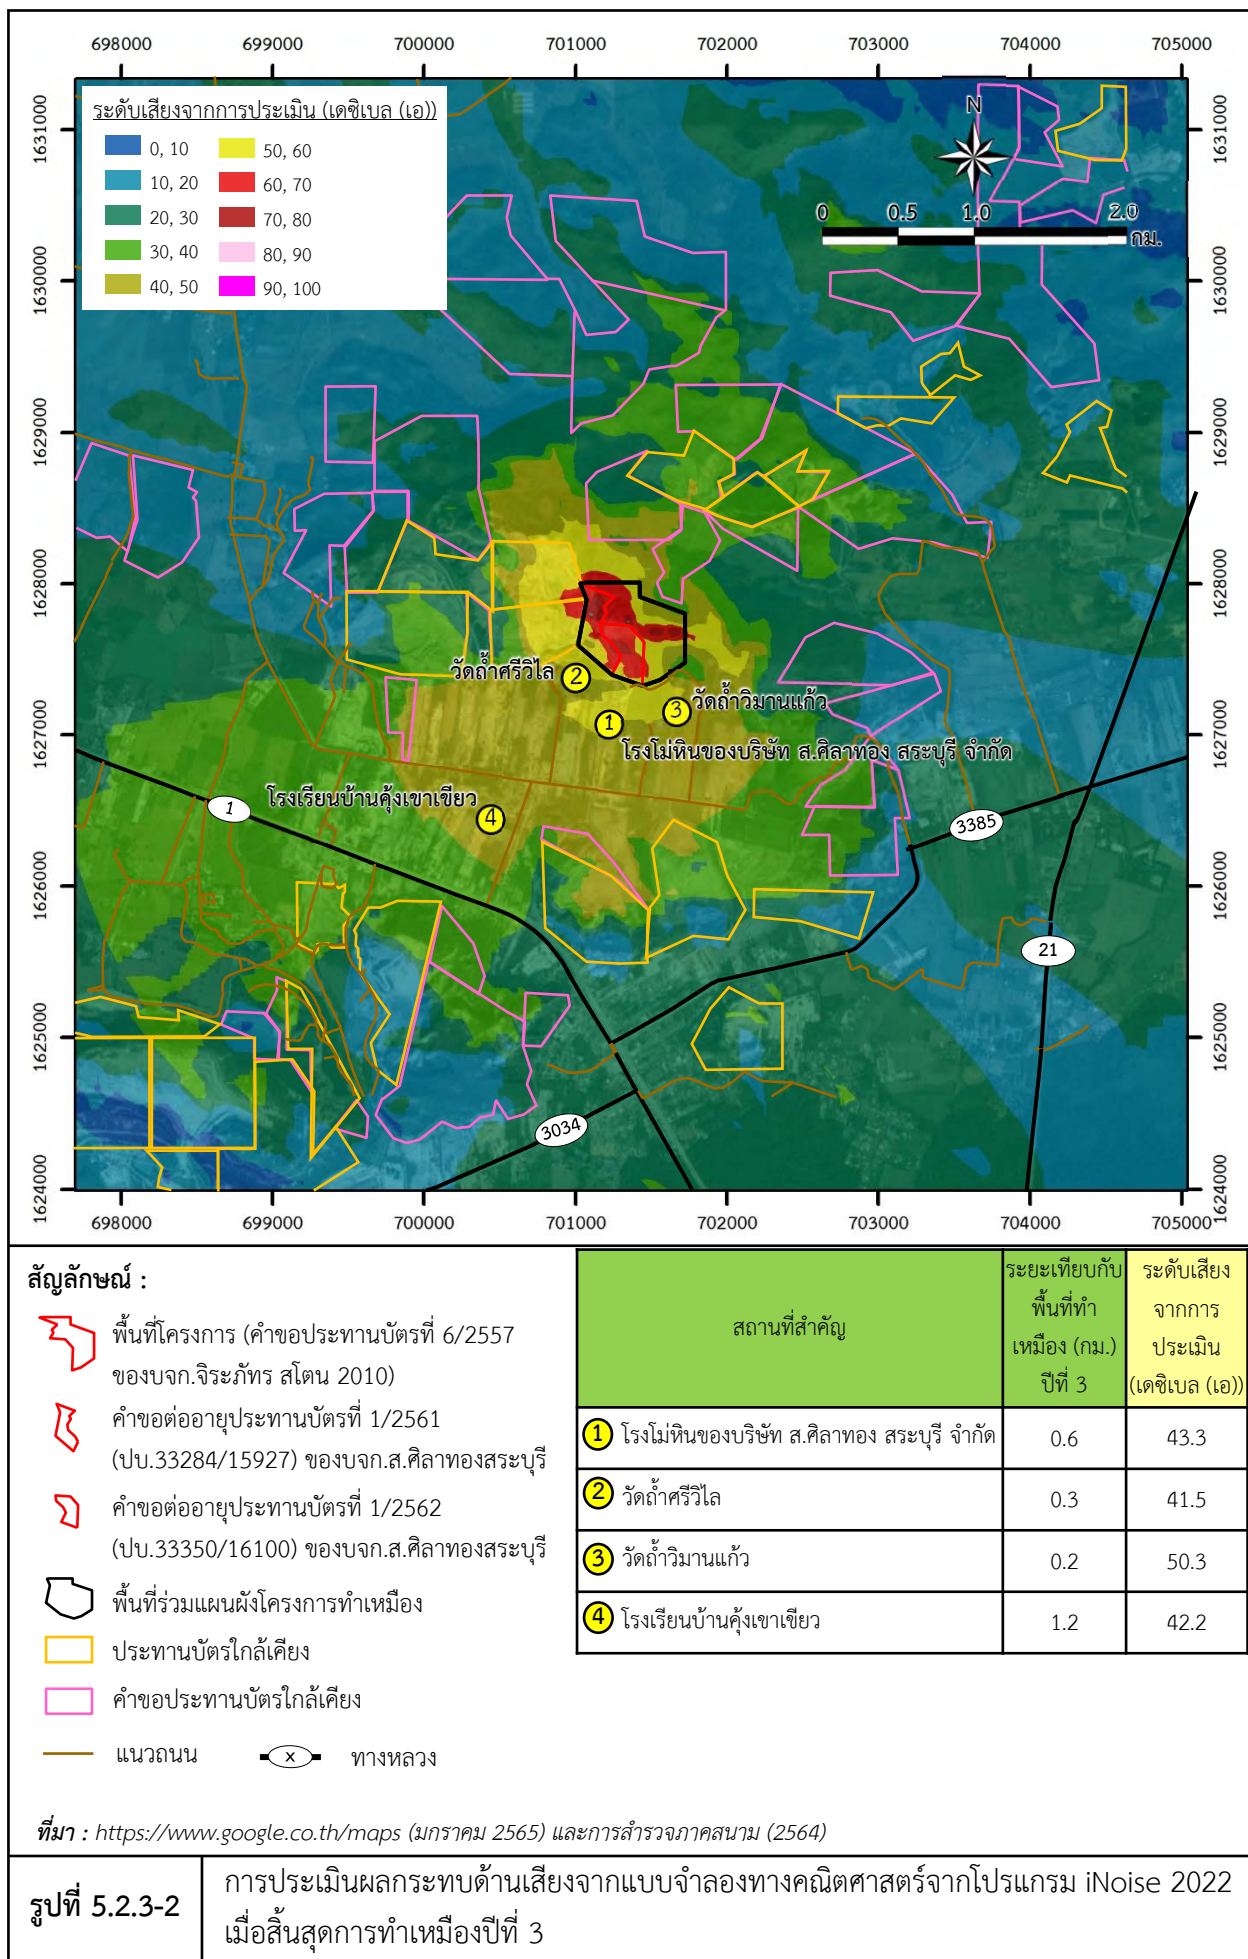 698000 699000 700000 701000 702000 703000 704000 705000
1631000
1630000
1629000
1628000
1627000
1626000
1625000
1624000
1631000
1630000
1629000
1628000
1627000
1626000
1625000
1624000
ระดับเสียงจากการประเมิน (เดซิเบล (เอ))
0, 10 50, 60
10, 20 60, 70
20, 30 70, 80
30, 40 80, 90
40, 50 90, 100
N
0 0.5 1.0 2.0
กม.
วัดถ้ำศรีวิไล
2
3
วัดถ้ำวิมานแก้ว
1
โรงโม่หินของบริษัท ส.ศิลาทอง สระบุรี จำกัด
โรงเรียนบ้านคุ้งเขาเขียว
4
1
3385
21
3034
698000 699000 700000 701000 702000 703000 704000 705000
สัญลักษณ์ :
พื้นที่โครงการ (คำขอประทานบัตรที่ 6/2557
ของบจก.จิระภัทร สโตน 2010)
คำขอต่ออายุประทานบัตรที่ 1/2561
(ปบ.33284/15927) ของบจก.ส.ศิลาทองสระบุรี
คำขอต่ออายุประทานบัตรที่ 1/2562
(ปบ.33350/16100) ของบจก.ส.ศิลาทองสระบุรี
พื้นที่ร่วมแผนผังโครงการทำเหมือง
ประทานบัตรใกล้เคียง
คำขอประทานบัตรใกล้เคียง
แนวถนน
X ทางหลวง
สถานที่สำคัญ
ระยะเทียบกับ
พื้นที่ทำ
เหมือง (กม.)
ปีที่ 3
ระดับเสียง
จากการ
ประเมิน
(เดซิเบล (เอ))
1 โรงโม่หินของบริษัท ส.ศิลาทอง สระบุรี จำกัด 0.6 43.3
2 วัดถ้ำศรีวิไล 0.3 41.5
3 วัดถ้ำวิมานแก้ว 0.2 50.3
4 โรงเรียนบ้านคุ้งเขาเขียว 1.2 42.2
ที่มา : https://www.google.co.th/maps (มกราคม 2565) และการสำรวจภาคสนาม (2564)
รูปที่ 5.2.3-2
การประเมินผลกระทบด้านเสียงจากแบบจำลองทางคณิตศาสตร์จากโปรแกรม iNoise 2022
เมื่อสิ้นสุดการทำเหมืองปีที่ 3